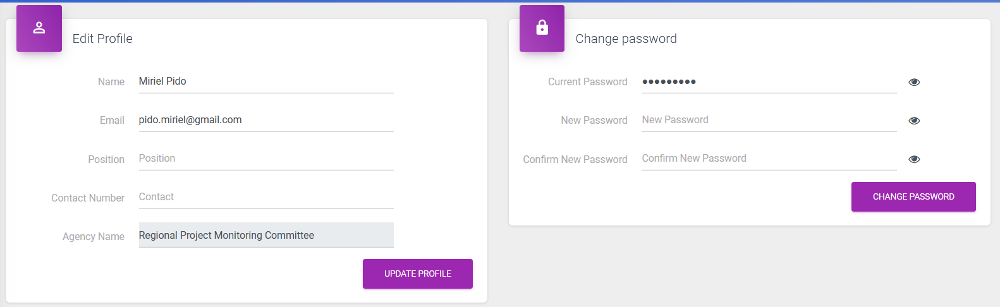 Edit Profile
Name Miriel Pido
Email pido.miriel@gmail.com
Position Position
Contact Number Contact
Agency Name Regional Project Monitoring Committee
UPDATE PROFILE
Change password
Current Password •••••••••
New Password New Password
Confirm New Password Confirm New Password
CHANGE PASSWORD